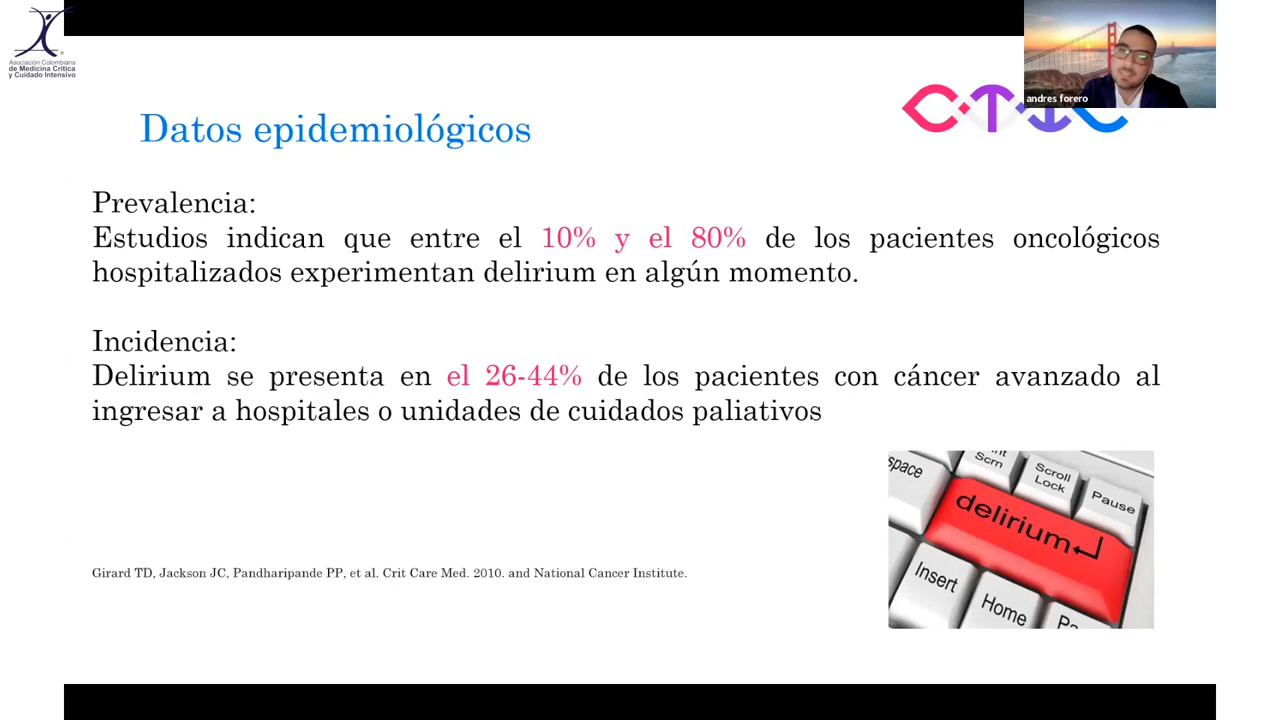 Asociación Colombiana
de Medicina Crítica
y Cuidado Intensivo
andres forero
CTIC
Datos epidemiológicos
Prevalencia:
Estudios indican que entre el 10% y el 80% de los pacientes oncológicos
hospitalizados experimentan delirium en algún momento.
Incidencia:
Delirium se presenta en el 26-44% de los pacientes con cáncer avanzado al
ingresar a hospitales o unidades de cuidados paliativos
space
Scrn
Scroll
Lock
Pause
delirium
Insert
Home
Girard TD, Jackson JC, Pandharipande PP, et al. Crit Care Med. 2010. and National Cancer Institute.